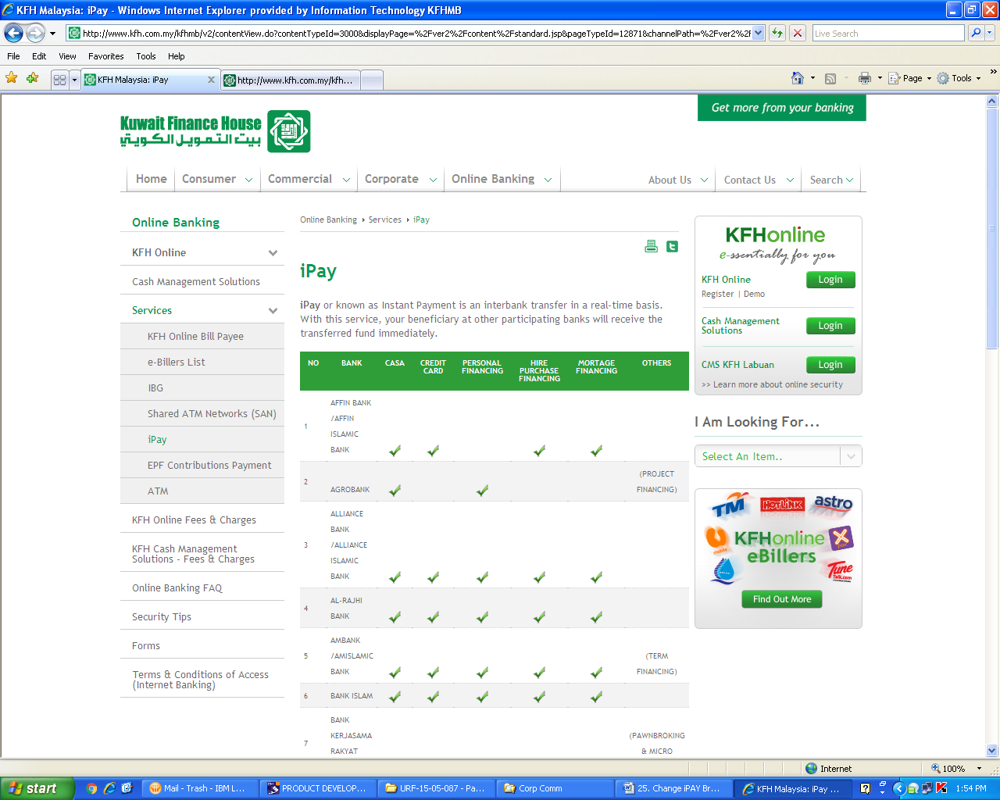 KFH Malaysia: iPay - Windows Internet Explorer provided by Information Technology KFHMB
http://www.kfh.com.my/kfhmb/v2/contentView.do?contentTypeId=3000&displayPage=%2Fver2%2Fcontent%2Fstandard.jsp&pageTypeId=12871&channelPath=%2Fver2%2F
Live Search
File Edit View Favorites Tools Help
KFH Malaysia: iPay
http://www.kfh.com.my/kfh...
Page
Tools
Kuwait Finance House
بيت التمويل الكويتي
Get more from your banking
Home Consumer Commercial Corporate Online Banking About Us Contact Us Search
Online Banking
KFH Online
Cash Management Solutions
Services
KFH Online Bill Payee
e-Billers List
IBG
Shared ATM Networks (SAN)
iPay
EPF Contributions Payment
ATM
KFH Online Fees & Charges
KFH Cash Management
Solutions - Fees & Charges
Online Banking FAQ
Security Tips
Forms
Terms & Conditions of Access
(Internet Banking)
Online Banking Services iPay
iPay
iPay or known as Instant Payment is an interbank transfer in a real-time basis.
With this service, your beneficiary at other participating banks will receive the
transferred fund immediately.
NO BANK CASA CREDIT CARD PERSONAL FINANCING HIRE PURCHASE FINANCING MORTAGE FINANCING OTHERS
1
AFFIN BANK
/AFFIN
ISLAMIC
BANK
2
AGROBANK
(PROJECT
FINANCING)
3
ALLIANCE
BANK
/ALLIANCE
ISLAMIC
BANK
4
AL-RAJHI
BANK
5
AMBANK
/AMISLAMIC
BANK
(TERM
FINANCING)
6 BANK ISLAM
7
BANK
KERJASAMA
RAKYAT
(PAWNBROKING
& MICRO
KFHonline
e-ssentially for you
KFH Online Login
Register | Demo
Cash Management
Solutions
Login
CMS KFH Labuan Login
>> Learn more about online security
I Am Looking For...
Select An Item..
TM
HOTLINK
astro
mobile
KFHonline
eBillers
Tune
Talk.com
Find Out More
Internet
100%
start
Mail - Trash - IBM L...
PRODUCT DEVELOP...
URF-15-05-087 - Pa...
Corp Comm
25. Change iPAY Br...
KFH Malaysia: iPay ...
1:54 PM